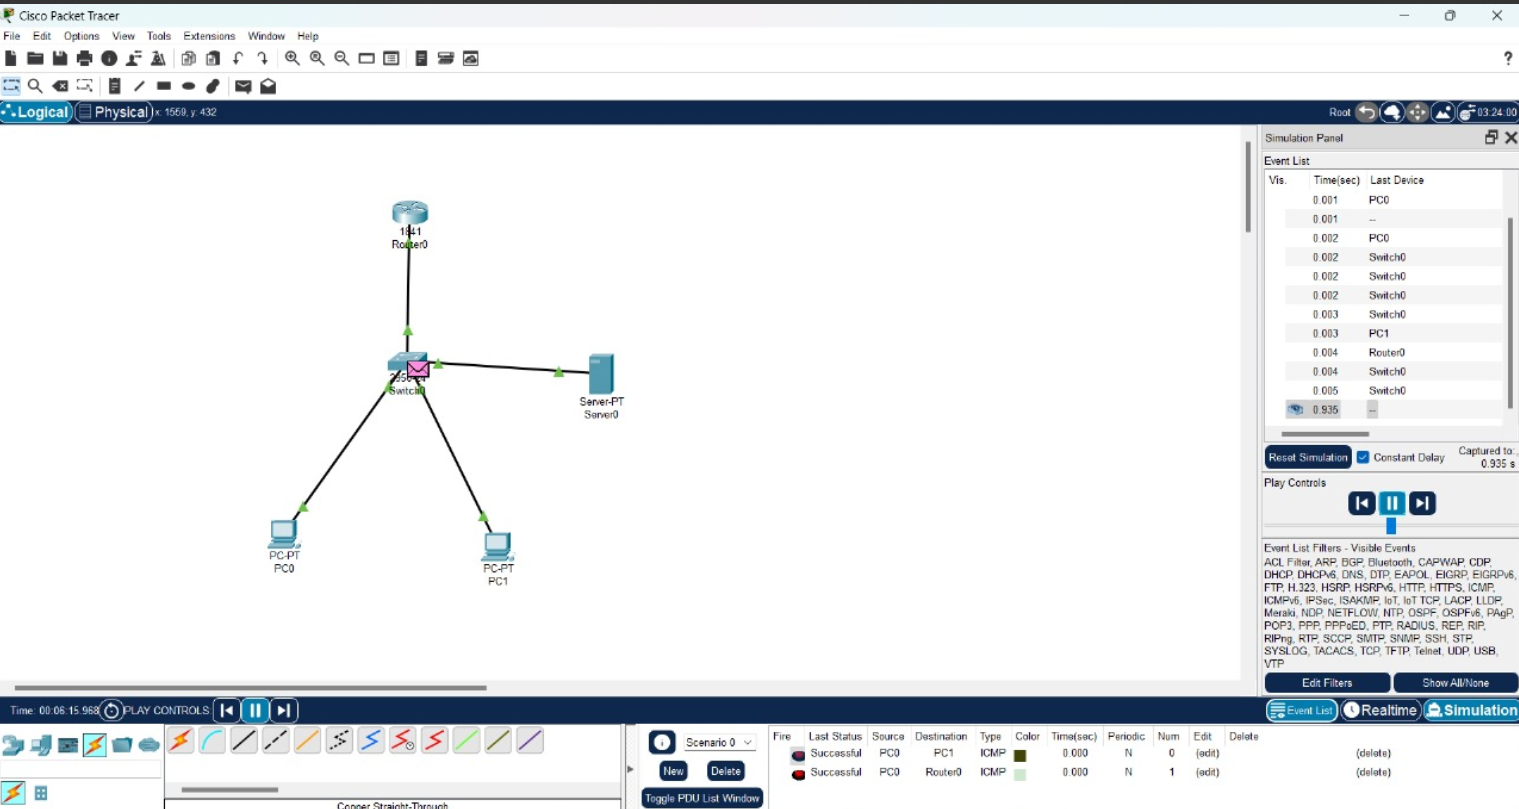 Cisco Packet Tracer
File Edit Options View Tools Extensions Window Help
?
Logical Physical x: 1559, y: 432
Root 03:24:00
1841
Router0
Switch0
Server-PT
Server0
PC-PT
PC0
PC-PT
PC1
Simulation Panel
Event List
Vis. Time(sec) Last Device
0.001 PC0
0.001 --
0.002 PC0
0.002 Switch0
0.002 Switch0
0.002 Switch0
0.003 Switch0
0.003 PC1
0.004 Router0
0.004 Switch0
0.005 Switch0
0.935 --
Reset Simulation Constant Delay Captured to:
0.935 s
Play Controls
Event List Filters - Visible Events
ACL Filter, ARP, BGP, Bluetooth, CAPWAP, CDP,
DHCP, DHCPv6, DNS, DTP, EAPOL, EIGRP, EIGRPv6,
FTP, H.323, HSRP, HSRPv6, HTTP, HTTPS, ICMP,
ICMPv6, IPSec, ISAKMP, IoT, IoT TCP, LACP, LLDP,
Meraki, NDP, NETFLOW, NTP, OSPF, OSPFv6, PAgP,
POP3, PPP, PPPoED, PTP, RADIUS, REP, RIP,
RIPng, RTP, SCCP, SMTP, SNMP, SSH, STP,
SYSLOG, TACACS, TCP, TFTP, Telnet, UDP, USB,
VTP
Edit Filters Show All/None
Time: 00:06:15.968 PLAY CONTROLS:
Event List Realtime Simulation
Scenario 0
New Delete
Toggle PDU List Window
Fire Last Status Source Destination Type Color Time(sec) Periodic Num Edit Delete
Successful PC0 PC1 ICMP 0.000 N 0 (edit) (delete)
Successful PC0 Router0 ICMP 0.000 N 1 (edit) (delete)
Copper Straight-Through